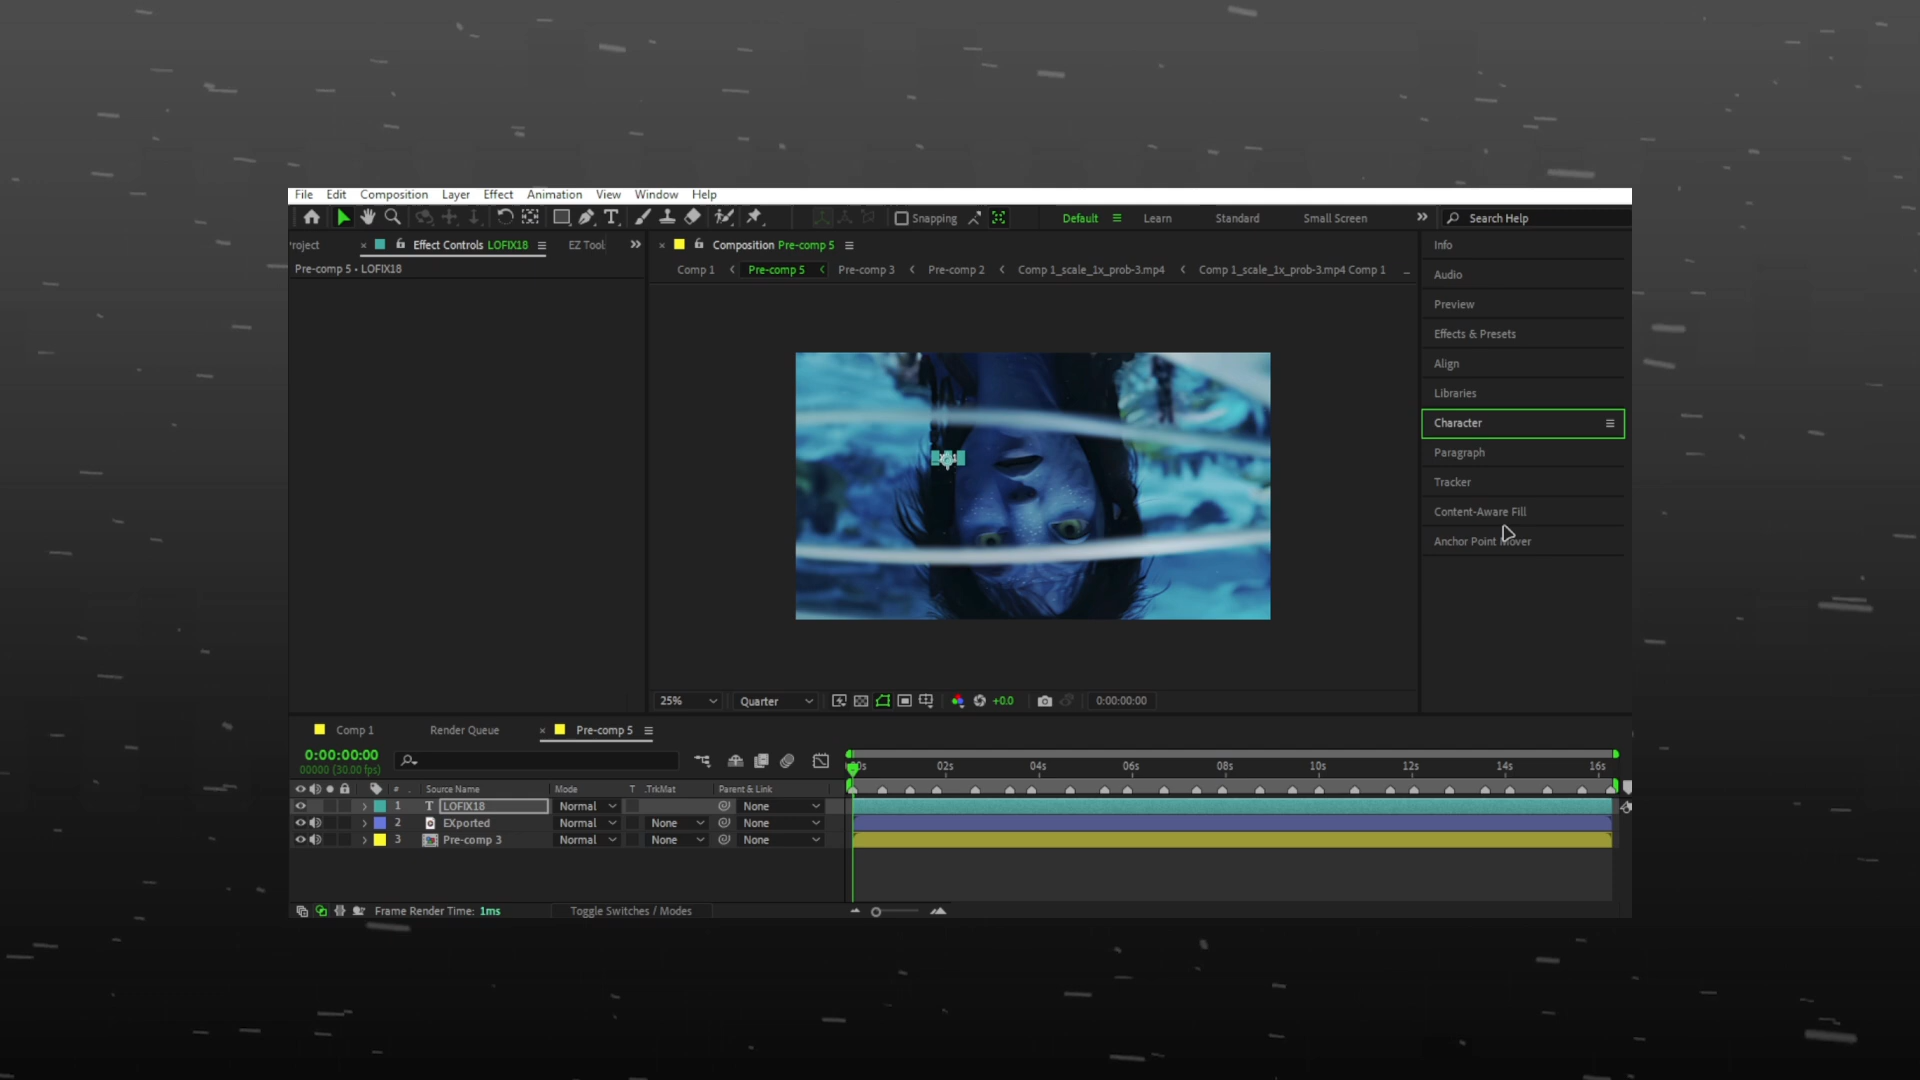 File Edit Composition Layer Effect Animation View Window Help
Snapping Default Learn Standard Small Screen Search Help
roject Effect Controls LOFIX18 EZ Tool Composition Pre-comp 5 Info
Pre-comp 5 • LOFIX18
Comp 1 Pre-comp 5 Pre-comp 3 Pre-comp 2 Comp 1_scale_1x_prob-3.mp4 Comp 1_scale_1x_prob-3.mp4 Comp 1
Audio
Preview
Effects & Presets
Align
Libraries
Character
Paragraph
Tracker
Content-Aware Fill
Anchor Point Mover
25% Quarter +0.0 0:00:00:00
Comp 1 Render Queue Pre-comp 5
0:00:00:00
00000 (30.00 fps)
02s 04s 06s 08s 10s 12s 14s 16s
# Source Name Mode T .TrkMat Parent & Link
1 T LOFIX18 Normal None
2 EXported Normal None None
3 Pre-comp 3 Normal None None
Frame Render Time: 1ms Toggle Switches / Modes